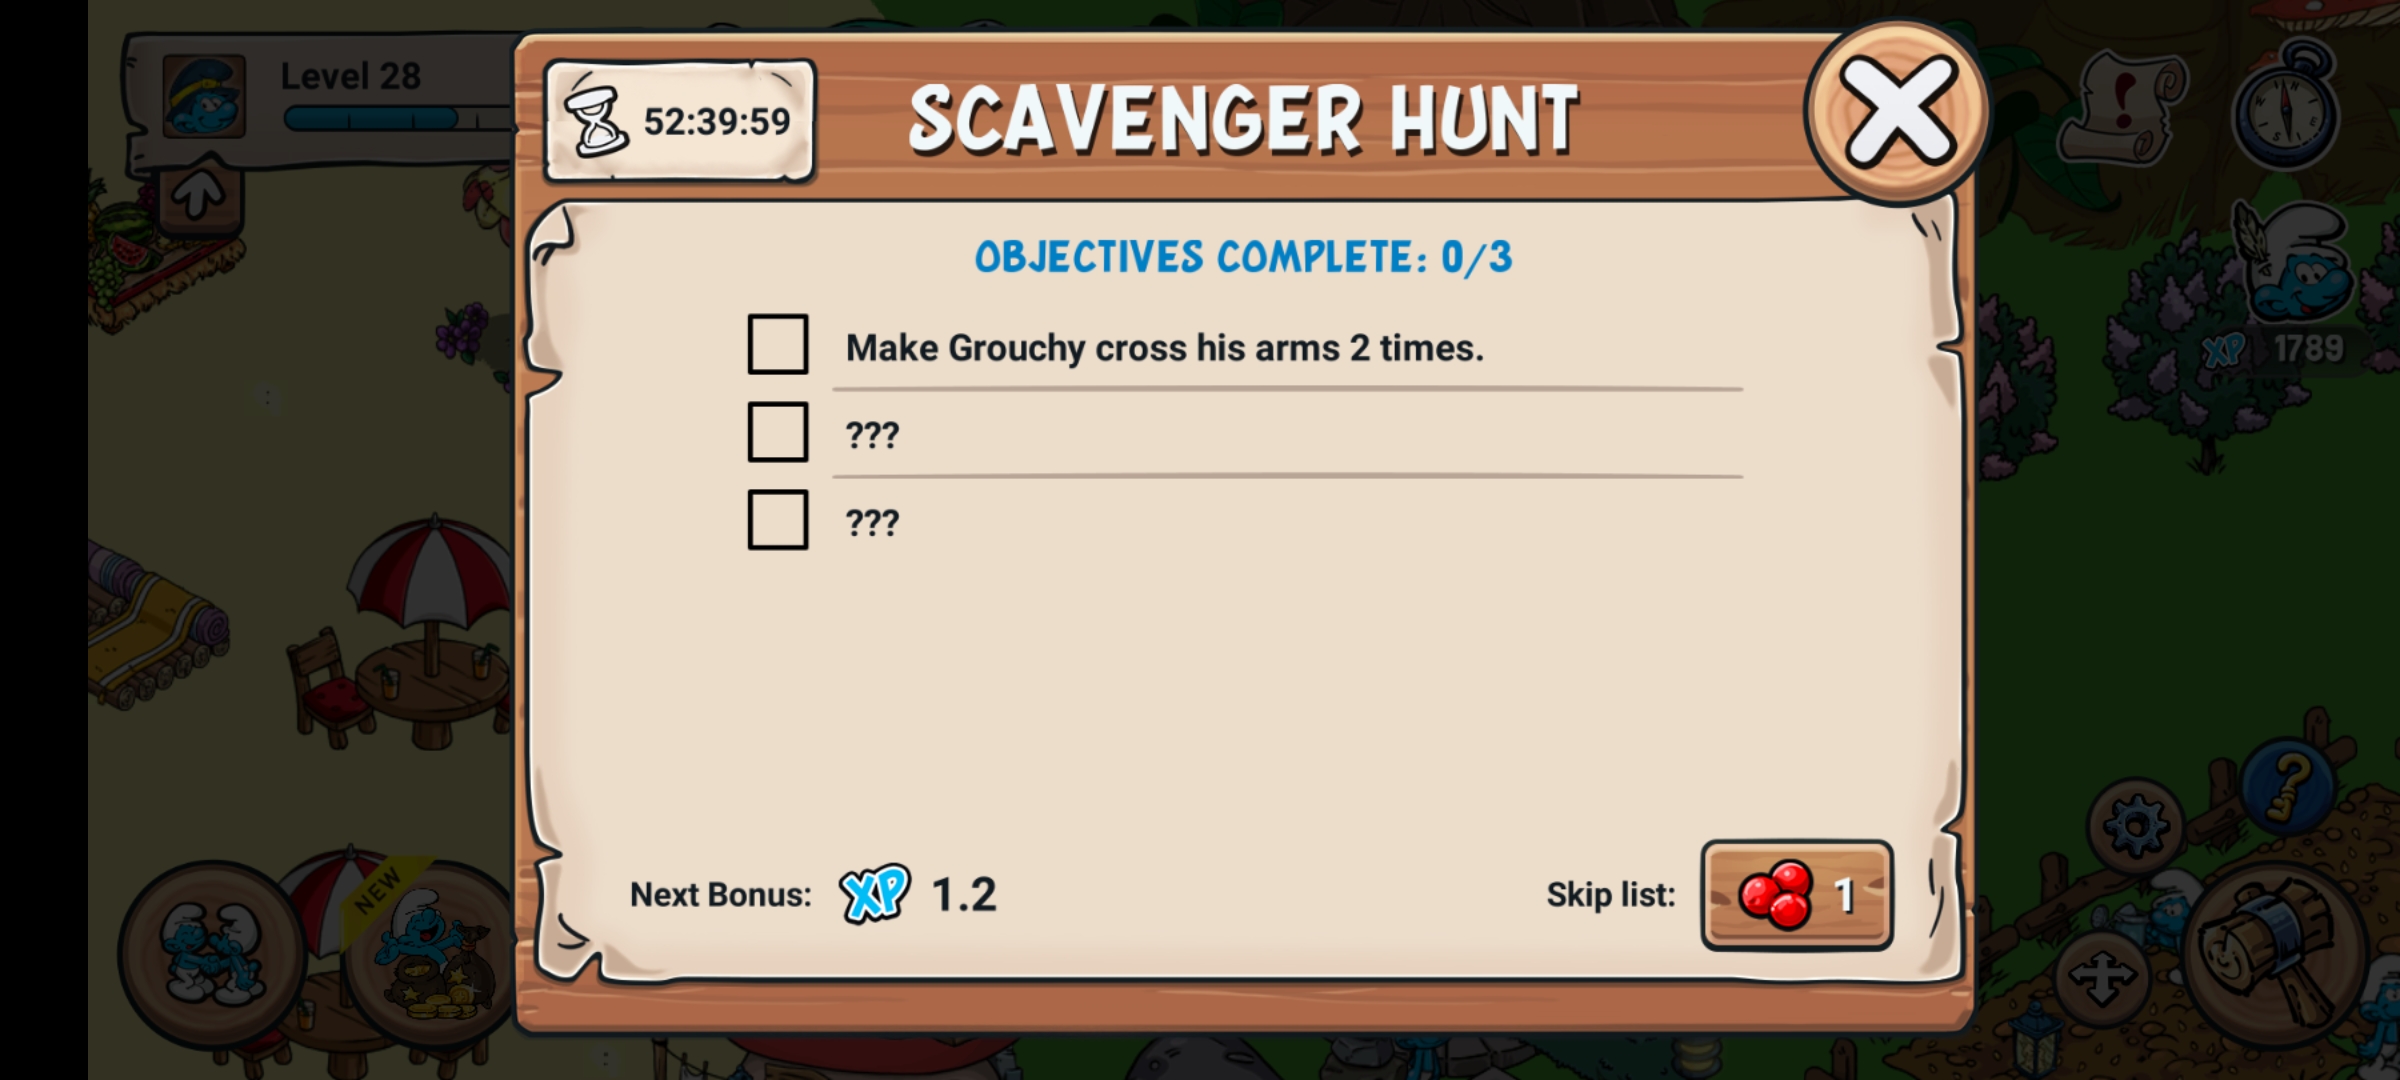 Level 28
52:39:59
SCAVENGER HUNT
OBJECTIVES COMPLETE: 0/3
Make Grouchy cross his arms 2 times.
???
???
XP 1789
NEW
Next Bonus: XP 1.2
Skip list: 1